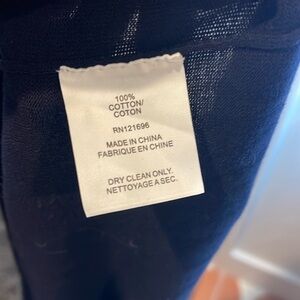 100%
COTTON/
COTON
RN121696
MADE IN CHINA
FABRIQUE EN CHINE
DRY CLEAN ONLY.
NETTOYAGE A SEC.